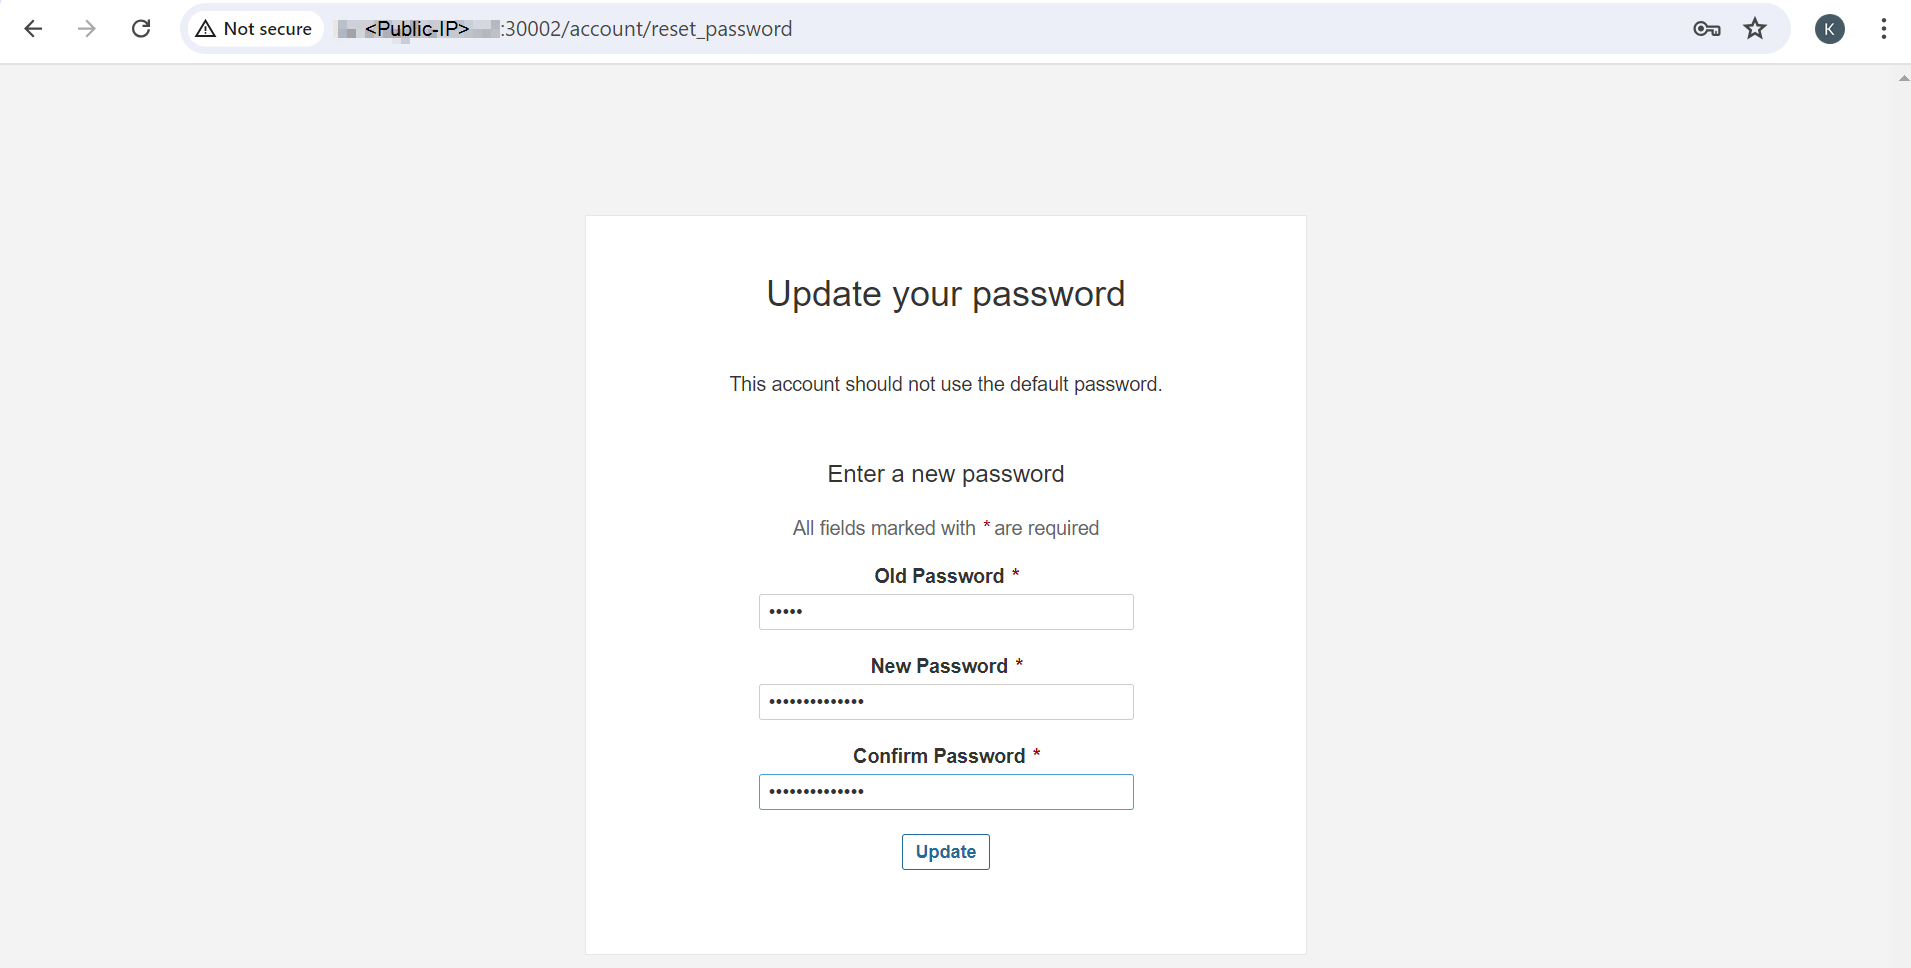 Not secure <Public-IP>:30002/account/reset_password K
Update your password
This account should not use the default password.
Enter a new password
All fields marked with * are required
Old Password *
•••••
New Password *
••••••••••••••
Confirm Password *
••••••••••••••
Update